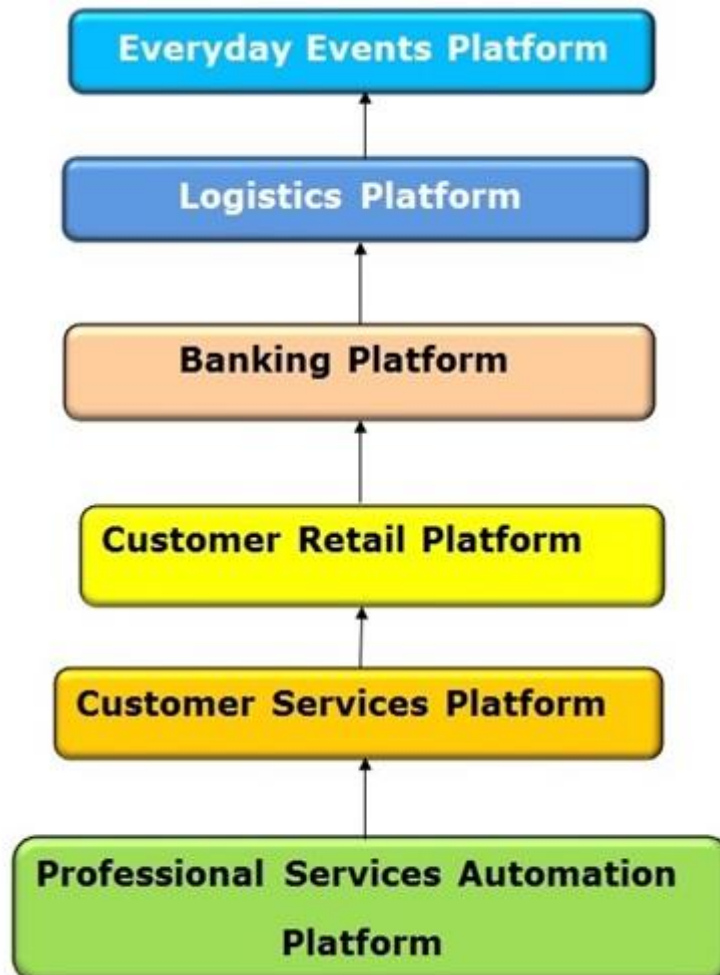 Everyday Events Platform
Logistics Platform
Banking Platform
Customer Retail Platform
Customer Services Platform
Professional Services Automation
Platform